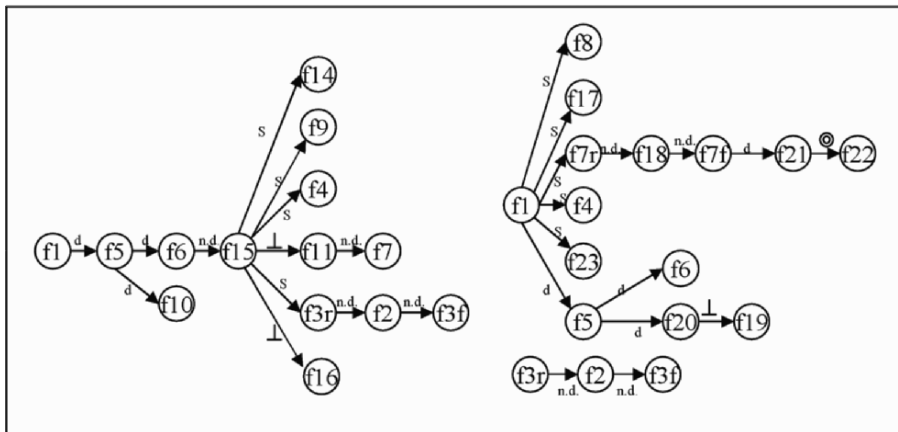 f14
S
f9
S
f4
S
f1 d f5 d f6 n.d. f15 ⊥ f11 n.d. f7
d
f10
S
f3r n.d. f2 n.d. f3f
⊥
f16
f8
S
f17
S
f7r n.d. f18 n.d. f7f d f21 ◎ f22
S
f1 S f4
S
f23
d
f6
d
f5 d f20 ⊥ f19
f3r n.d. f2 n.d. f3f